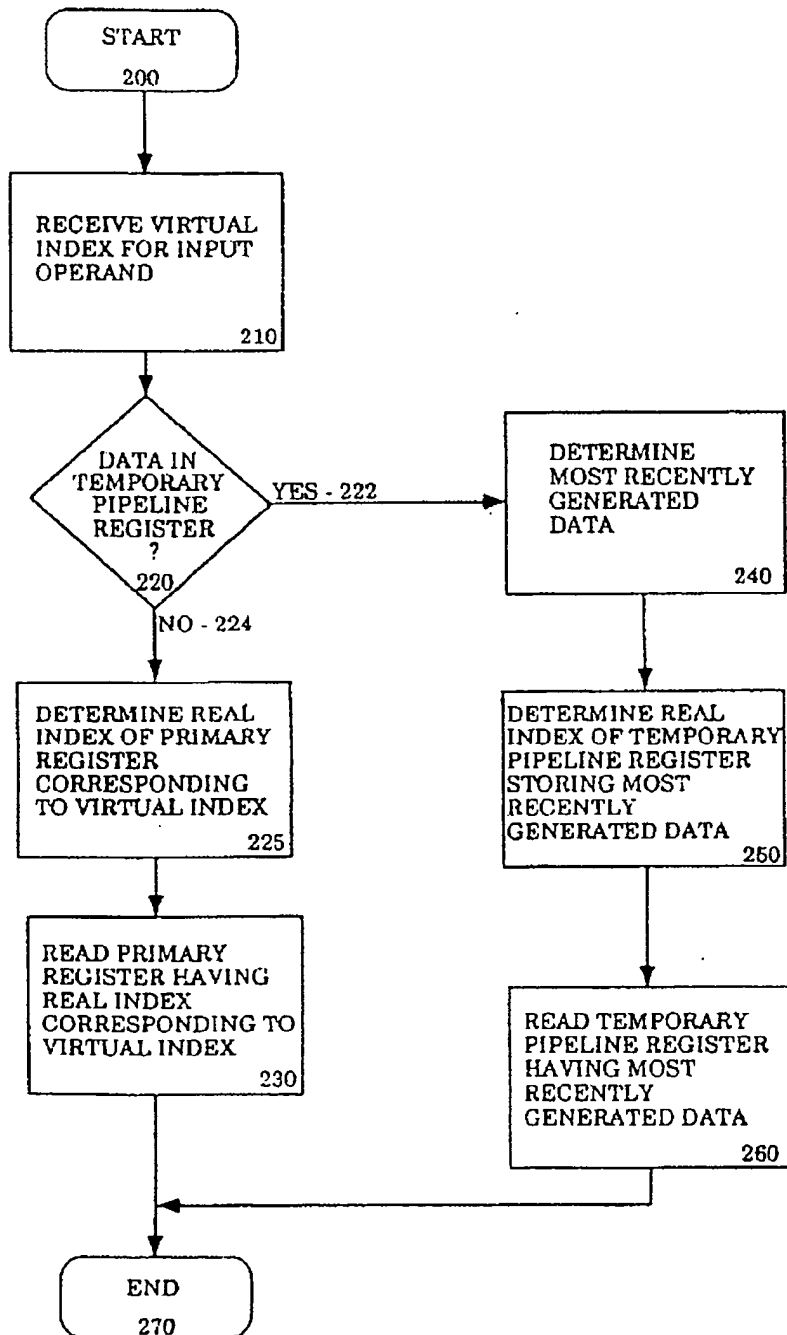 START
200
RECEIVE VIRTUAL
INDEX FOR INPUT
OPERAND
210
DATA IN
TEMPORARY
PIPELINE
REGISTER
?
220
YES - 222
NO - 224
DETERMINE
MOST RECENTLY
GENERATED
DATA
240
DETERMINE REAL
INDEX OF PRIMARY
REGISTER
CORRESPONDING
TO VIRTUAL INDEX
225
DETERMINE REAL
INDEX OF TEMPORARY
PIPELINE REGISTER
STORING MOST
RECENTLY
GENERATED DATA
250
READ PRIMARY
REGISTER HAVING
REAL INDEX
CORRESPONDING TO
VIRTUAL INDEX
230
READ TEMPORARY
PIPELINE REGISTER
HAVING MOST
RECENTLY
GENERATED DATA
260
END
270